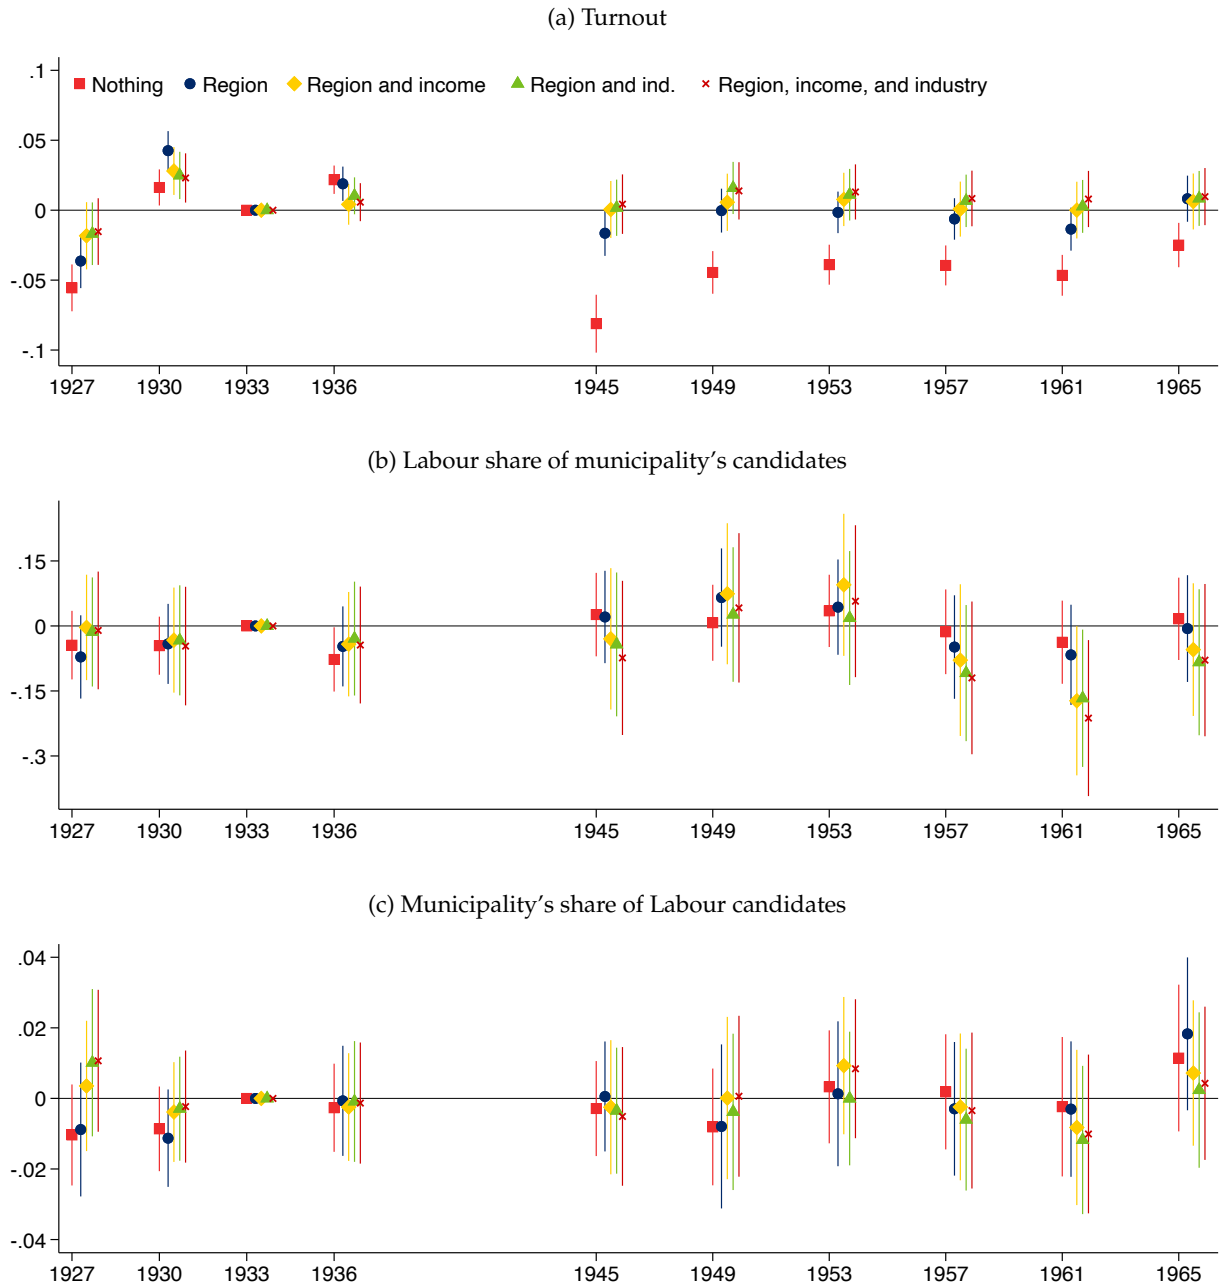 (a) Turnout
.1
Nothing Region Region and income Region and ind. Region, income, and industry
.05
0
-.05
-.1
1927 1930 1933 1936 1945 1949 1953 1957 1961 1965
(b) Labour share of municipality's candidates
.15
0
-.15
-.3
1927 1930 1933 1936 1945 1949 1953 1957 1961 1965
(c) Municipality's share of Labour candidates
.04
.02
0
-.02
-.04
1927 1930 1933 1936 1945 1949 1953 1957 1961 1965